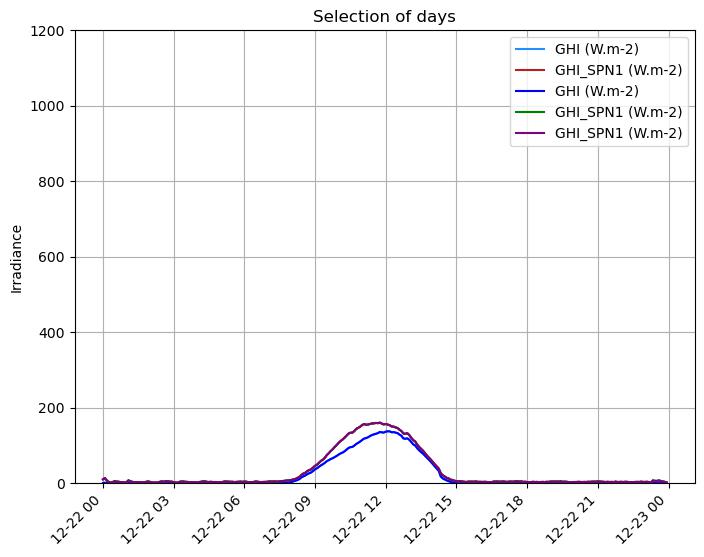 Selection of days
1200
1000
800
600
400
200
0
Irradiance
GHI (W.m-2)
GHI_SPN1 (W.m-2)
GHI (W.m-2)
GHI_SPN1 (W.m-2)
GHI_SPN1 (W.m-2)
12-22 00
12-22 03
12-22 06
12-22 09
12-22 12
12-22 15
12-22 18
12-22 21
12-23 00